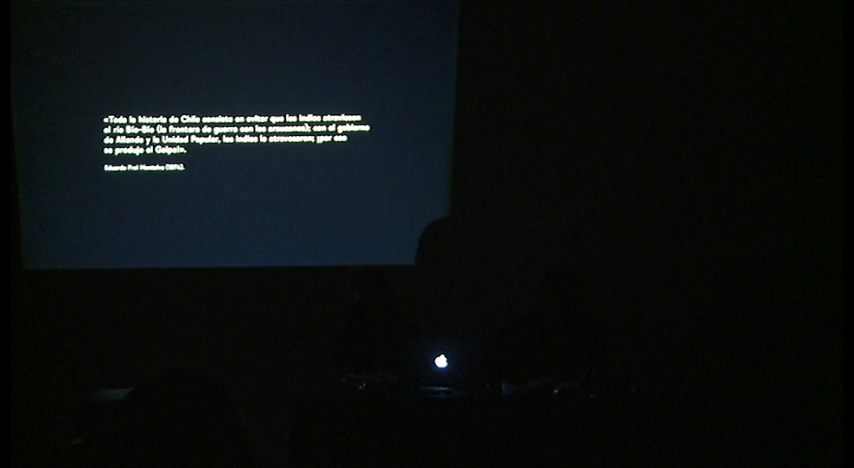 «Toda la historia de Chile consiste en evitar que los indios atraviesen
el río Bío-Bío (la frontera de guerra con los araucanos); con el gobierno
de Allende y la Unidad Popular, los indios lo atravesaron; ¡por eso
se produjo el Golpe!».
Eduardo Frei Montalva